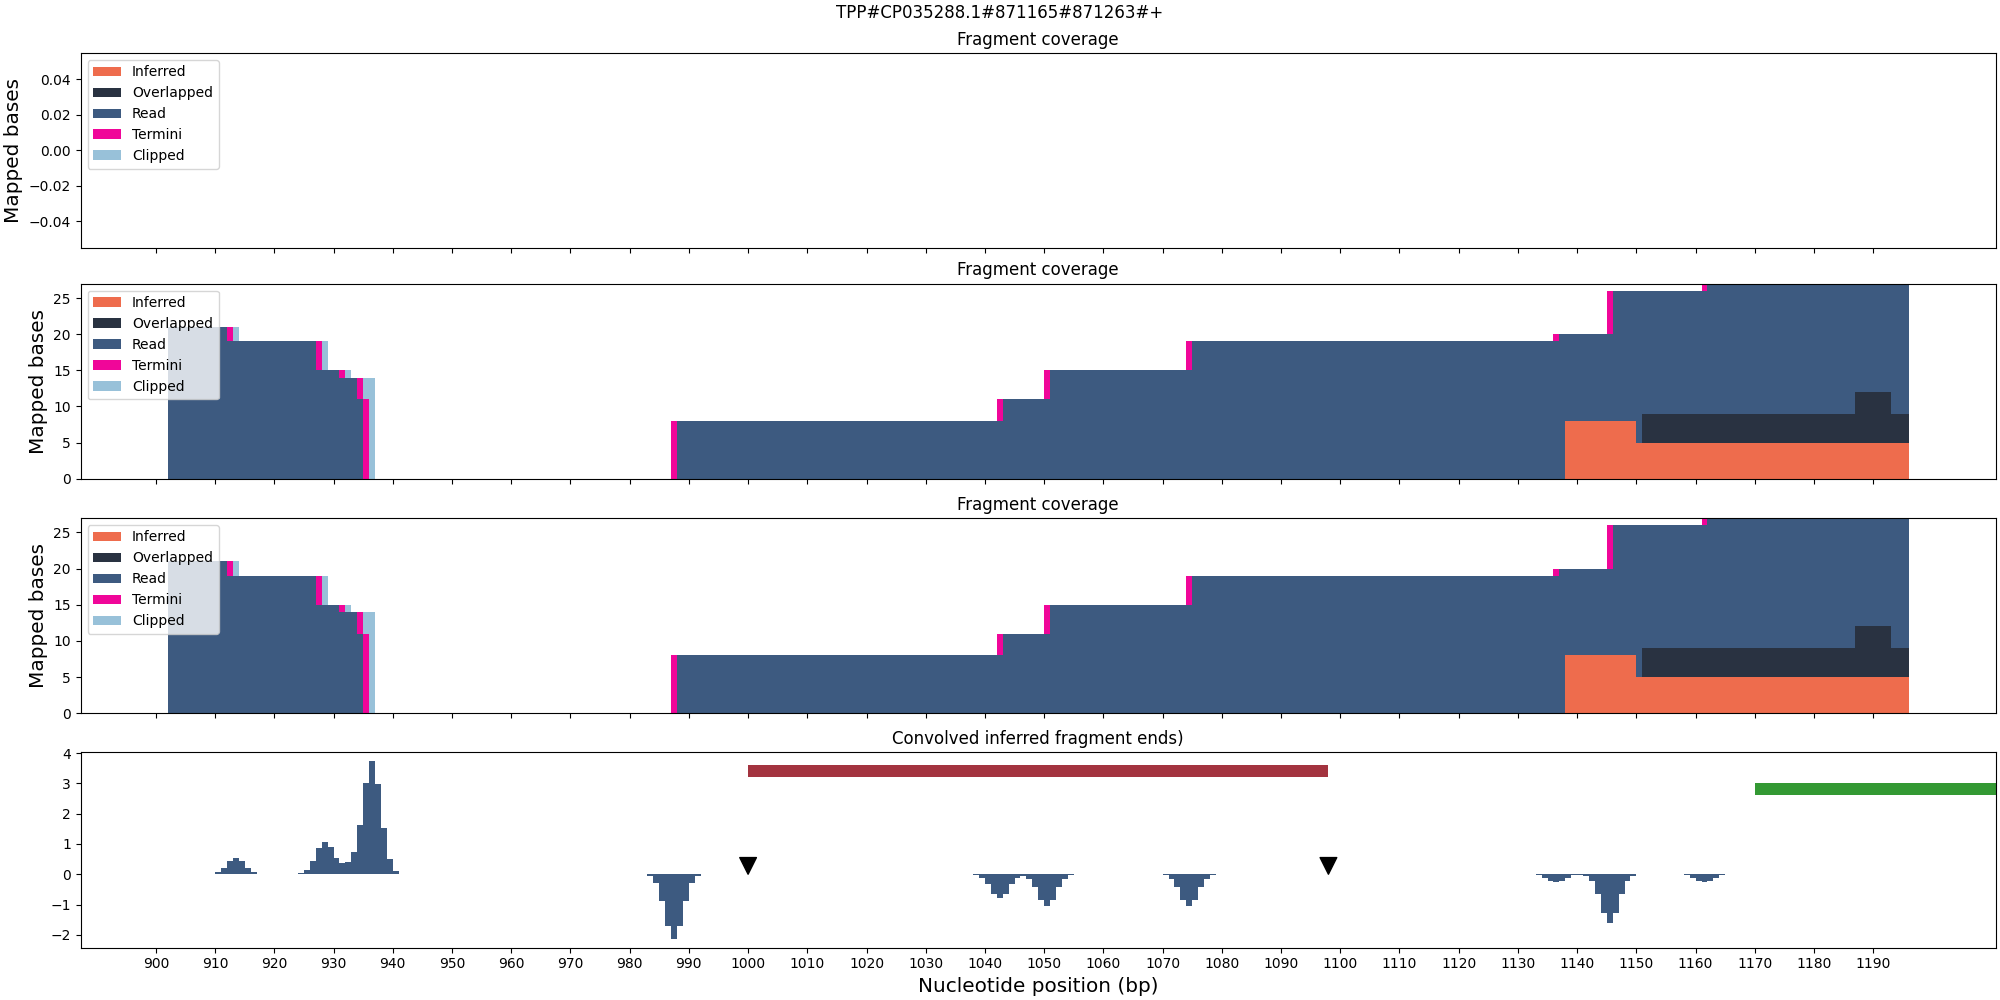 TPP#CP035288.1#871165#871263#+
Fragment coverage
Mapped bases
0.04
0.02
0.00
−0.02
−0.04
Inferred
Overlapped
Read
Termini
Clipped
Fragment coverage
Mapped bases
25
20
15
10
5
0
Inferred
Overlapped
Read
Termini
Clipped
Fragment coverage
Mapped bases
25
20
15
10
5
0
Inferred
Overlapped
Read
Termini
Clipped
Convolved inferred fragment ends)
4
3
2
1
0
−1
−2
900 910 920 930 940 950 960 970 980 990 1000 1010 1020 1030 1040 1050 1060 1070 1080 1090 1100 1110 1120 1130 1140 1150 1160 1170 1180 1190
Nucleotide position (bp)